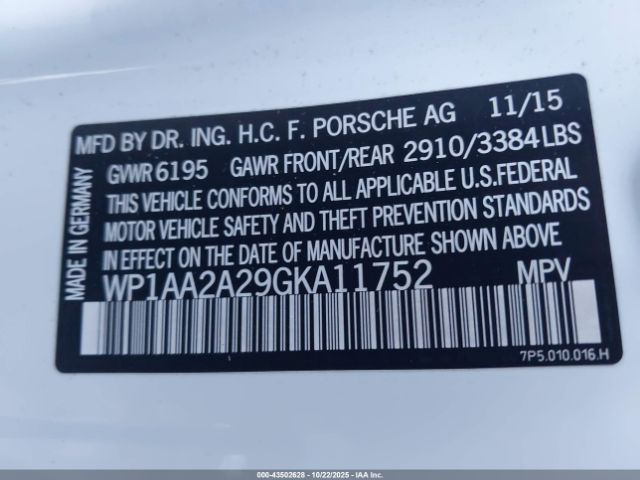 MFD BY DR. ING. H.C. F. PORSCHE AG 11/15
GVWR 6195 GAWR FRONT/REAR 2910/3384 LBS
THIS VEHICLE CONFORMS TO ALL APPLICABLE U.S. FEDERAL
MOTOR VEHICLE SAFETY AND THEFT PREVENTION STANDARDS
IN EFFECT ON THE DATE OF MANUFACTURE SHOWN ABOVE
WP1AA2A29GKA11752 MPV
7P5.010.016.H
MADE IN GERMANY
000-43502628 - 10/22/2025 - IAAI.COM